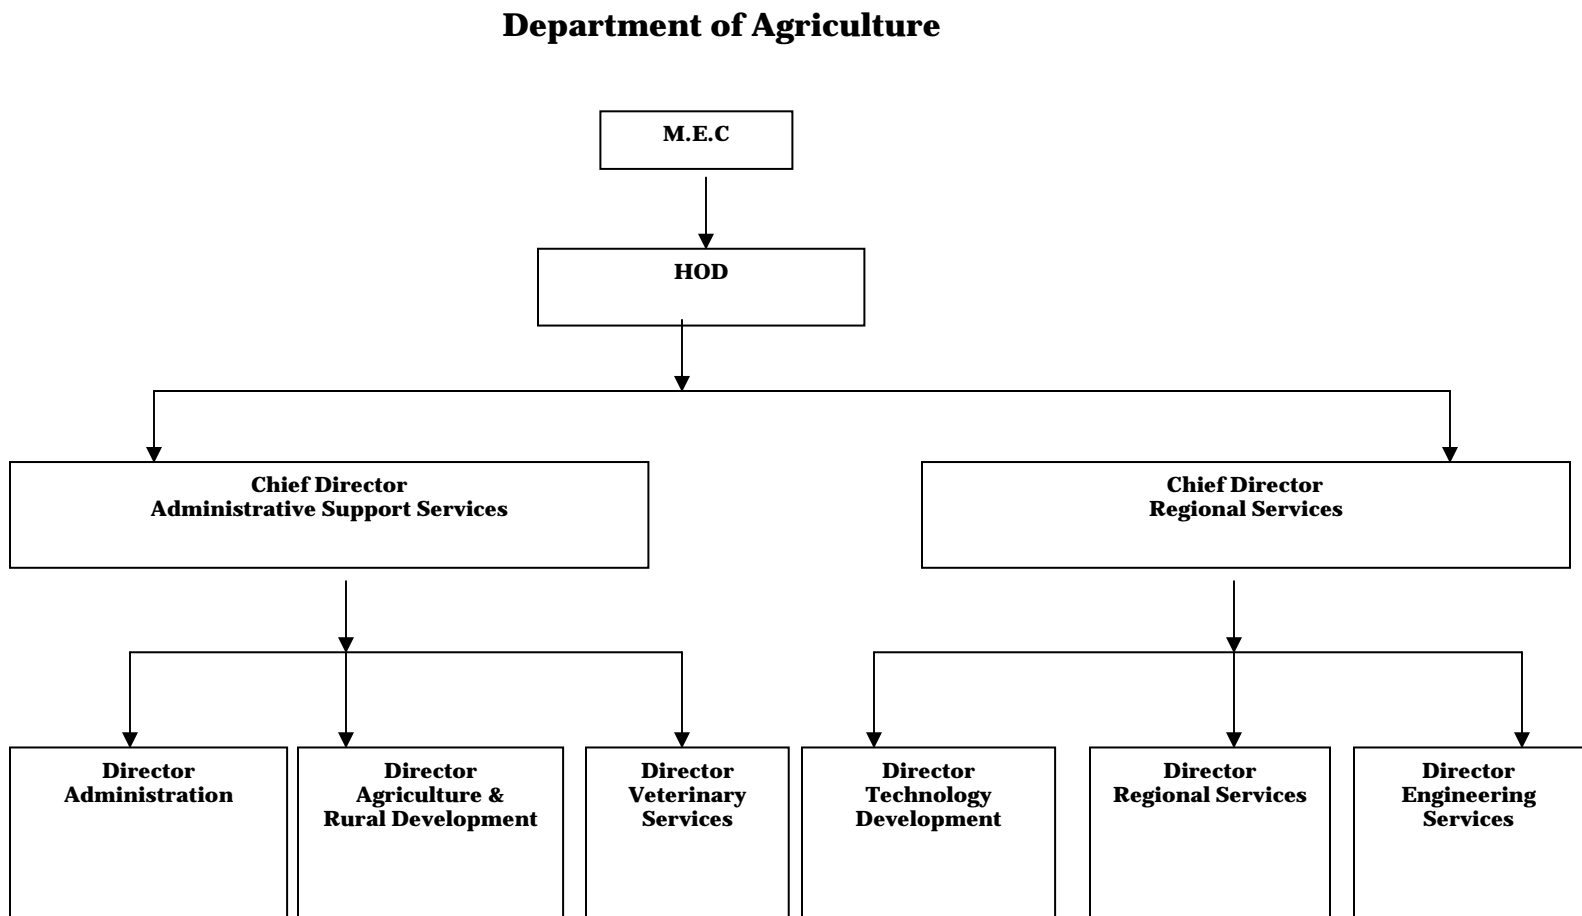 Department of Agriculture
M.E.C
HOD
Chief Director
Administrative Support Services
Chief Director
Regional Services
Director
Administration
Director
Agriculture &
Rural Development
Director
Veterinary
Services
Director
Technology
Development
Director
Regional Services
Director
Engineering
Services